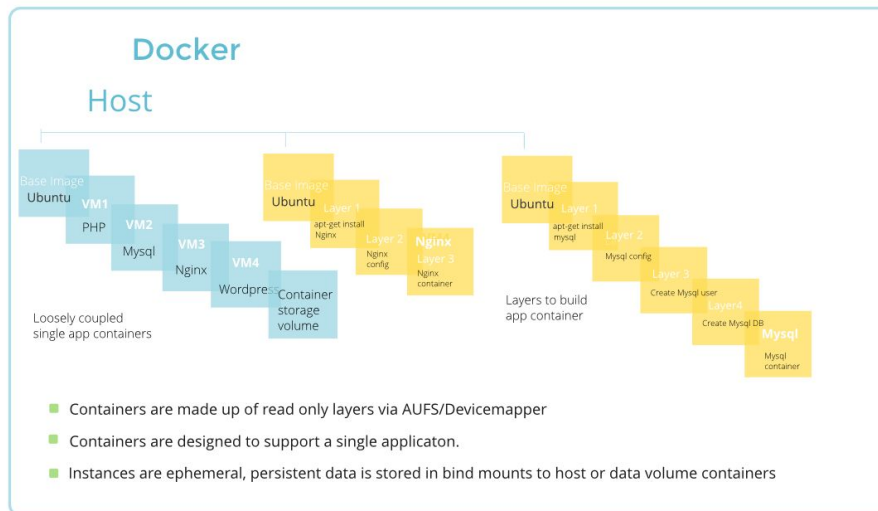 Docker
Host
Base Image
Ubuntu
VM1
PHP
VM2
Mysql
VM3
Nginx
VM4
Wordpress
Container
storage
volume
Loosely coupled
single app containers
Base Image
Ubuntu
Layer 1
apt-get install
Nginx
Layer 2
Nginx
config
Nginx
Layer 3
Nginx
container
Base Image
Ubuntu
Layer 1
apt-get install
mysql
Layer 2
Mysql config
Layer 3
Create Mysql user
Layer4
Create Mysql DB
Mysql
Mysql
container
Layers to build
app container
Containers are made up of read only layers via AUFS/Devicemapper
Containers are designed to support a single applicaton.
Instances are ephemeral, persistent data is stored in bind mounts to host or data volume containers